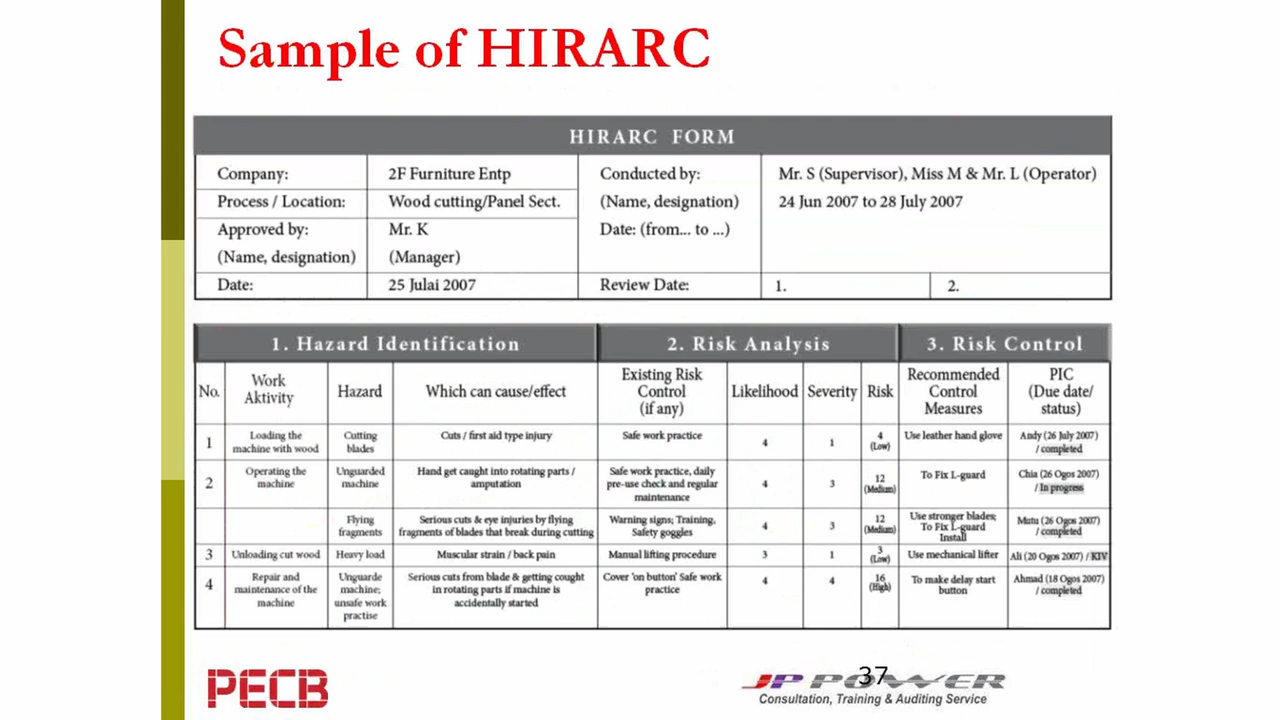 Sample of HIRARC
HIRARC FORM
Company:
2F Furniture Entp
Conducted by:
Mr. S (Supervisor), Miss M & Mr. L (Operator)
Process / Location:
Wood cutting/Panel Sect.
(Name, designation)
24 Jun 2007 to 28 July 2007
Approved by:
Mr. K
Date: (from... to ...)
(Name, designation)
(Manager)
Date:
25 Julai 2007
Review Date:
1.
2.
1. Hazard Identification
2. Risk Analysis
3. Risk Control
No.
Work
Aktivity
Hazard
Which can cause/effect
Existing Risk
Control
(if any)
Likelihood
Severity
Risk
Recommended
Control
Measures
PIC
(Due date/
status)
1
Loading the
machine with wood
Cutting
blades
Cuts / first aid type injury
Safe work practice
4
1
4
(Low)
Use leather hand glove
Andy (26 July 2007)
/ completed
2
Operating the
machine
Unguarded
machine
Hand get caught into rotating parts /
amputation
Safe work practice, daily
pre-use check and regular
maintenance
4
3
12
(Medium)
To Fix L-guard
Chia (26 Ogos 2007)
/ In progress
Flying
fragments
Serious cuts & eye injuries by flying
fragments of blades that break during cutting
Warning signs; Training,
Safety goggles
4
3
12
(Medium)
Use stronger blades;
To Fix L-guard
Install
Mutu (26 Ogos 2007)
/ completed
3
Unloading cut wood
Heavy load
Muscular strain / back pain
Manual lifting procedure
3
1
3
(Low)
Use mechanical lifter
Ali (20 Ogos 2007) / KIV
4
Repair and
maintenance of the
machine
Unguarde
machine;
unsafe work
practise
Serious cuts from blade & getting cought
in rotating parts if machine is
accidentally started
Cover 'on button' Safe work
practice
4
4
16
(High)
To make delay start
button
Ahmad (18 Ogos 2007)
/ completed
PECB
JP POWER
37
Consultation, Training & Auditing Service